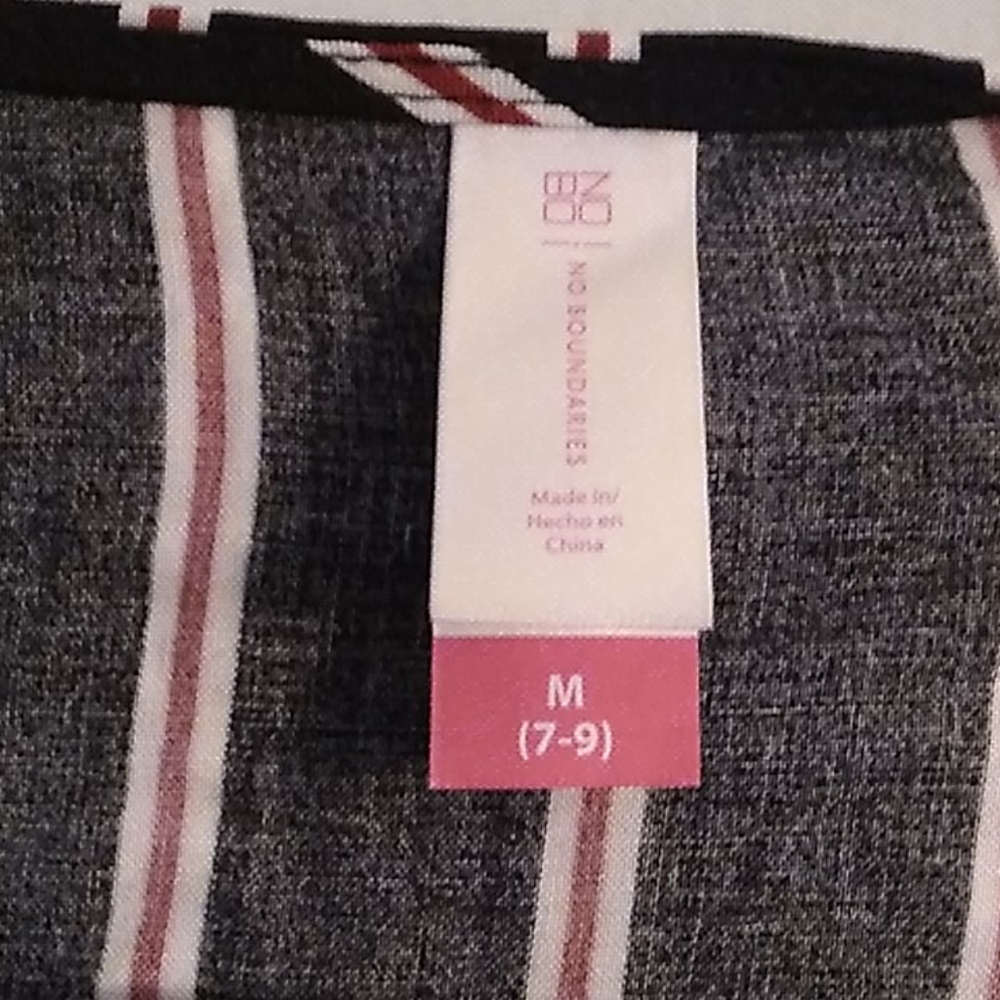 NO
BO
NO BOUNDARIES
Made in/
Hecho en
China
M
(7-9)